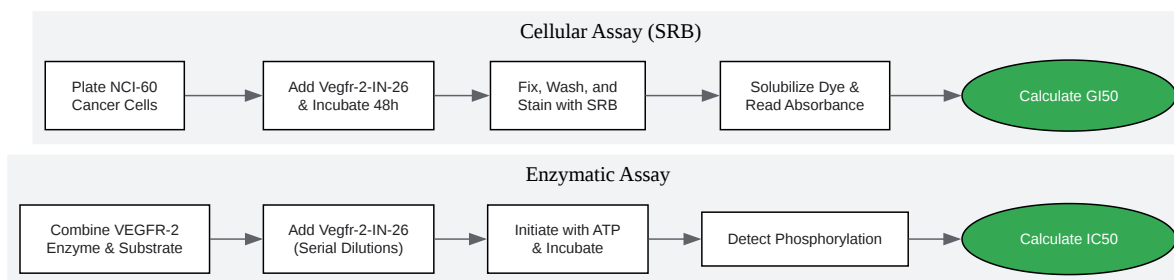 Cellular Assay (SRB)
Plate NCI-60
Cancer Cells
Add Vegfr-2-IN-26
& Incubate 48h
Fix, Wash, and
Stain with SRB
Solubilize Dye &
Read Absorbance
Calculate GI50
Enzymatic Assay
Combine VEGFR-2
Enzyme & Substrate
Add Vegfr-2-IN-26
(Serial Dilutions)
Initiate with ATP
& Incubate
Detect Phosphorylation
Calculate IC50